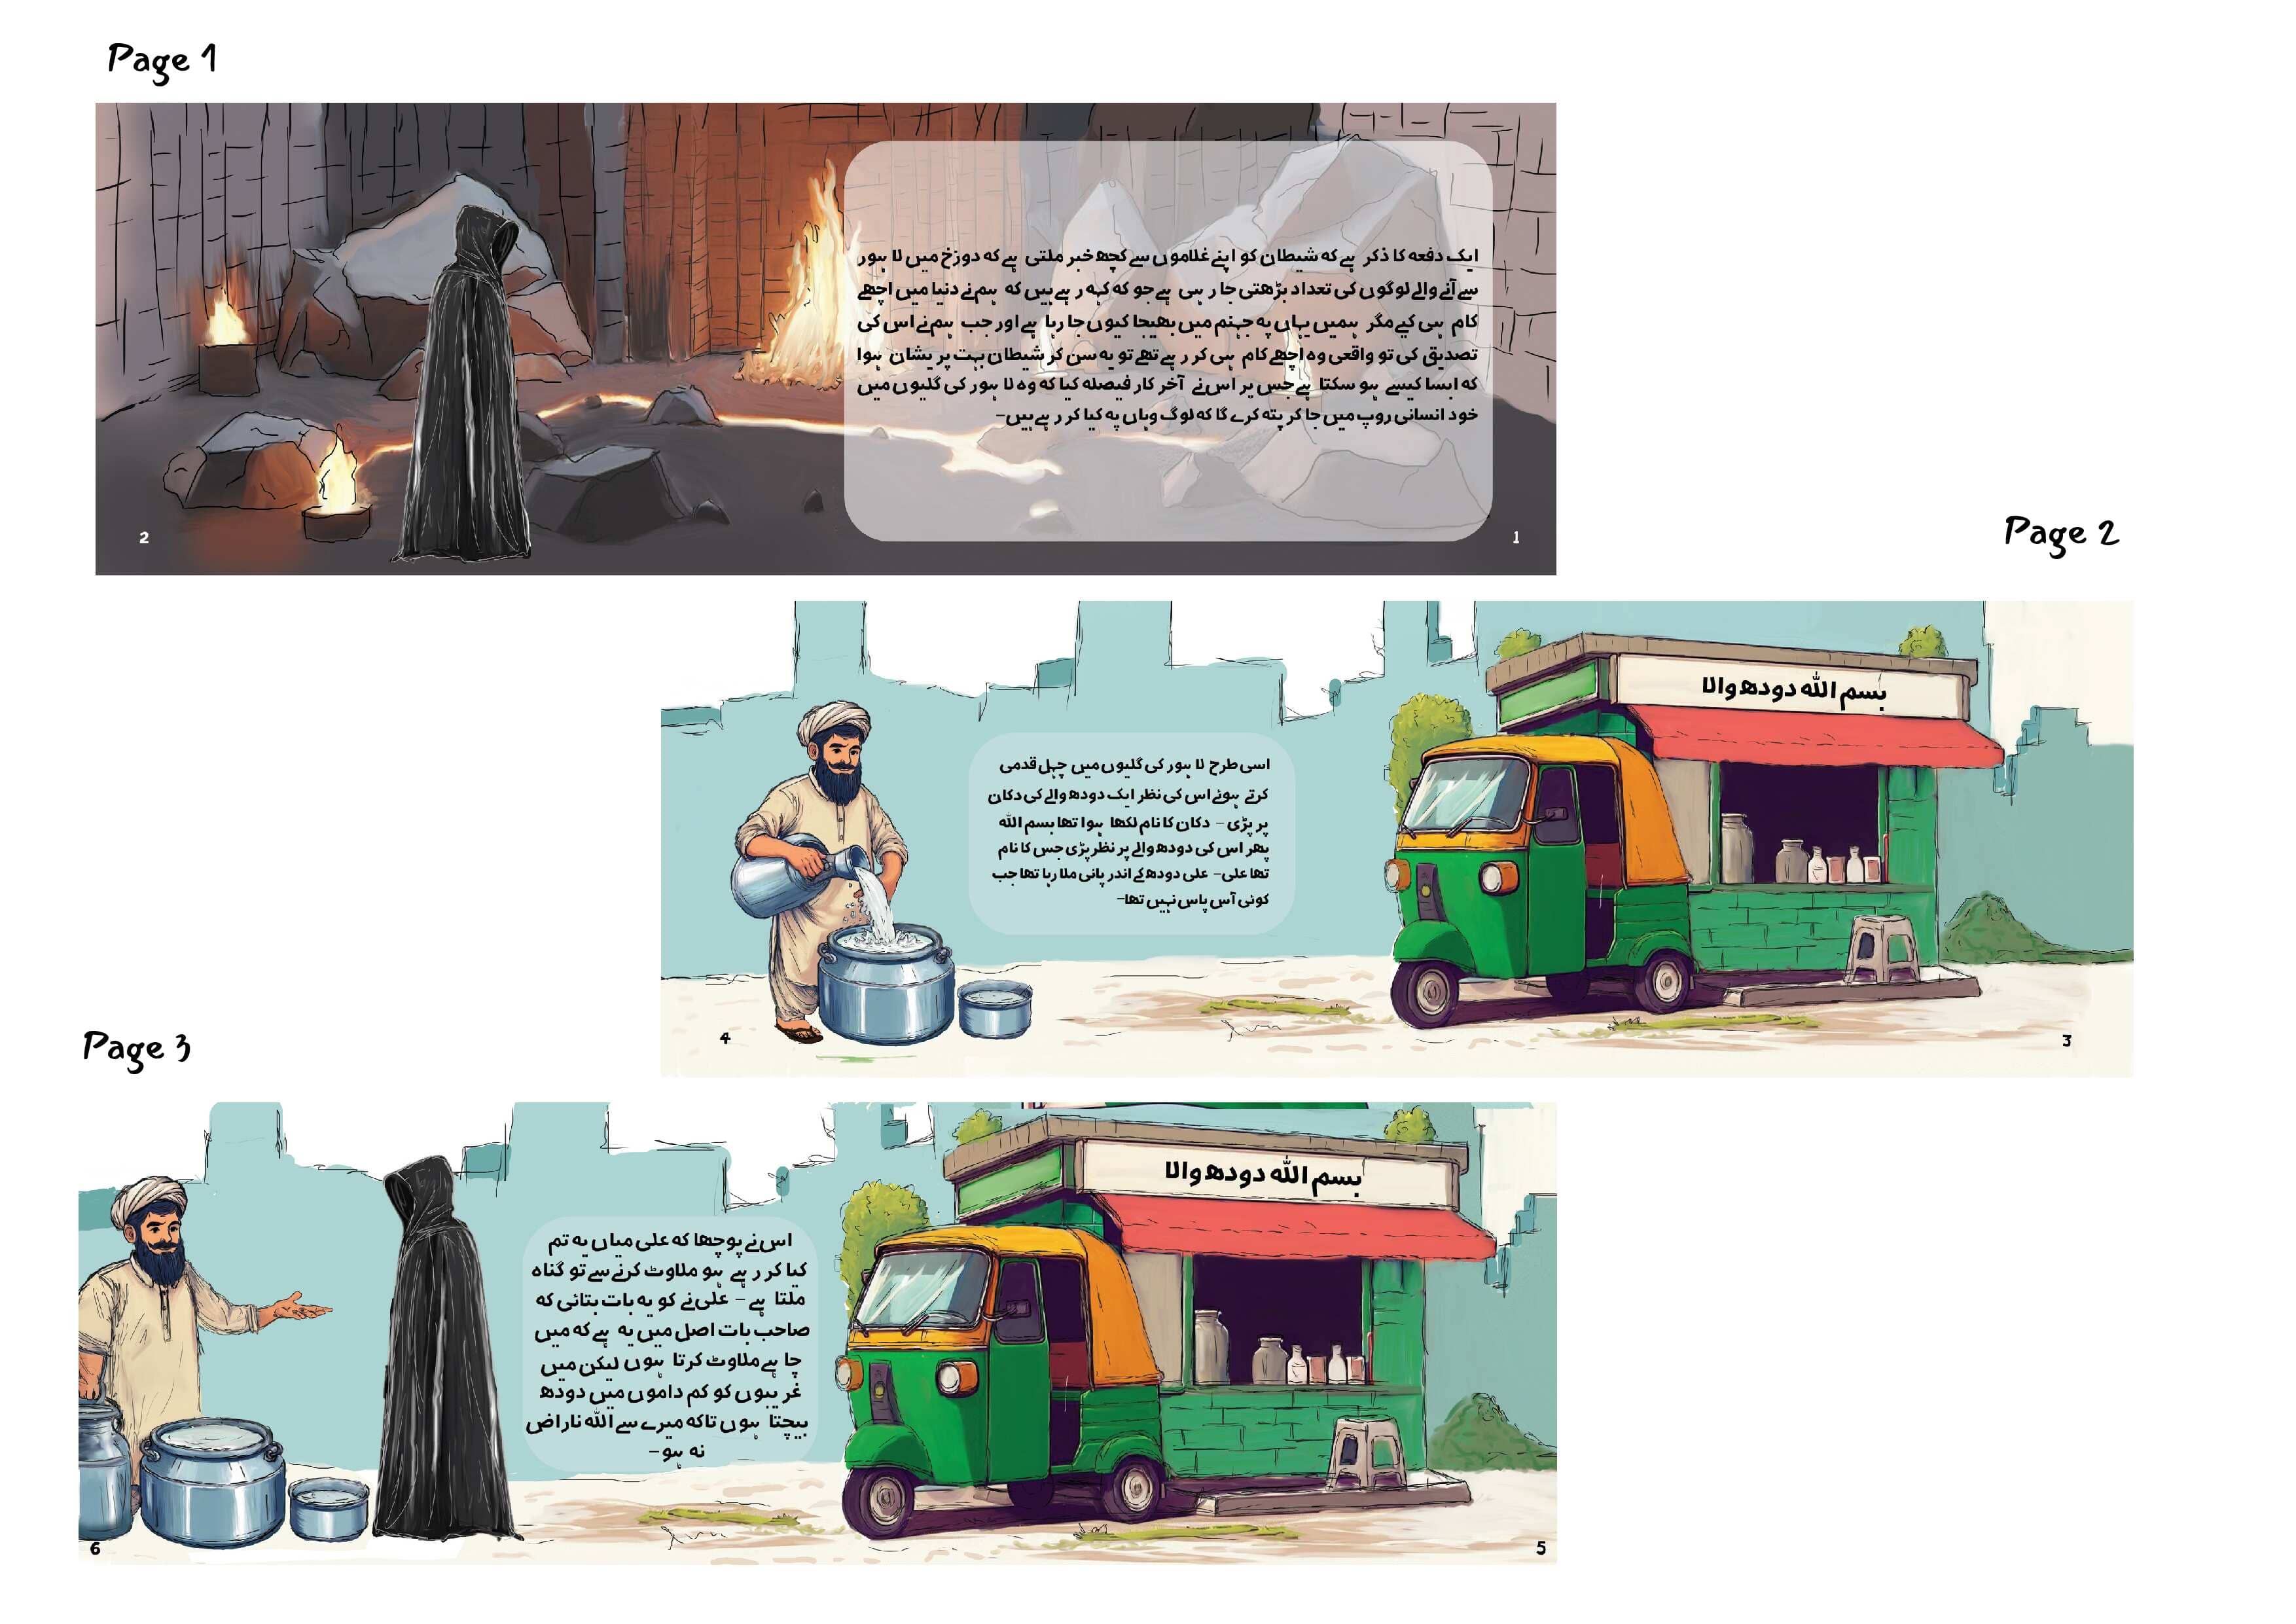 Page 1
ایک دفعہ کا ذکر ہے کہ شیطان کو اپنے غلاموں سے کچھ خبر ملتی ہے کہ دوزخ میں لاہور
سے آنے والے لوگوں کی تعداد بڑھتی جا رہی ہے جو کہ کہہ رہے ہیں کہ ہم نے دنیا میں اچھے
کام ہی کیے مگر ہمیں یہاں پہ جہنم میں بھیجا کیوں جا رہا ہے اور جب ہم نے اس کی
تصدیق کی تو واقعی وہ اچھے کام ہی کر رہے تھے تو یہ سن کر شیطان بہت پریشان ہوا
کہ ایسا کیسے ہو سکتا ہے جس پر اس نے آخر کار فیصلہ کیا کہ وہ لاہور کی گلیوں میں
خود انسانی روپ میں جا کر پتہ کرے گا کہ لوگ وہاں پہ کیا کر رہے ہیں–
2
1
Page 2
بسم اللہ دودھ والا
اسی طرح لاہور کی گلیوں میں چہل قدمی
کرتے ہوئے اس کی نظر ایک دودھ والے کی دکان
پر پڑی – دکان کا نام لکھا ہوا تھا بسم اللہ
پھر اس کی دودھ والے پر نظر پڑی جس کا نام
تھا علی– علی دودھ کے اندر پانی ملا رہا تھا جب
کوئی آس پاس نہیں تھا–
4
3
Page 3
بسم اللہ دودھ والا
اس نے پوچھا کہ علی میاں یہ تم
کیا کر رہے ہو ملاوٹ کرنے سے تو گناہ
ملتا ہے – علی نے کو یہ بات بتائی کہ
صاحب بات اصل میں یہ ہے کہ میں
چاہے ملاوٹ کرتا ہوں لیکن میں
غریبوں کو کم داموں میں دودھ
بیچتا ہوں تاکہ میرے سے اللہ ناراض
نہ ہو–
6
5